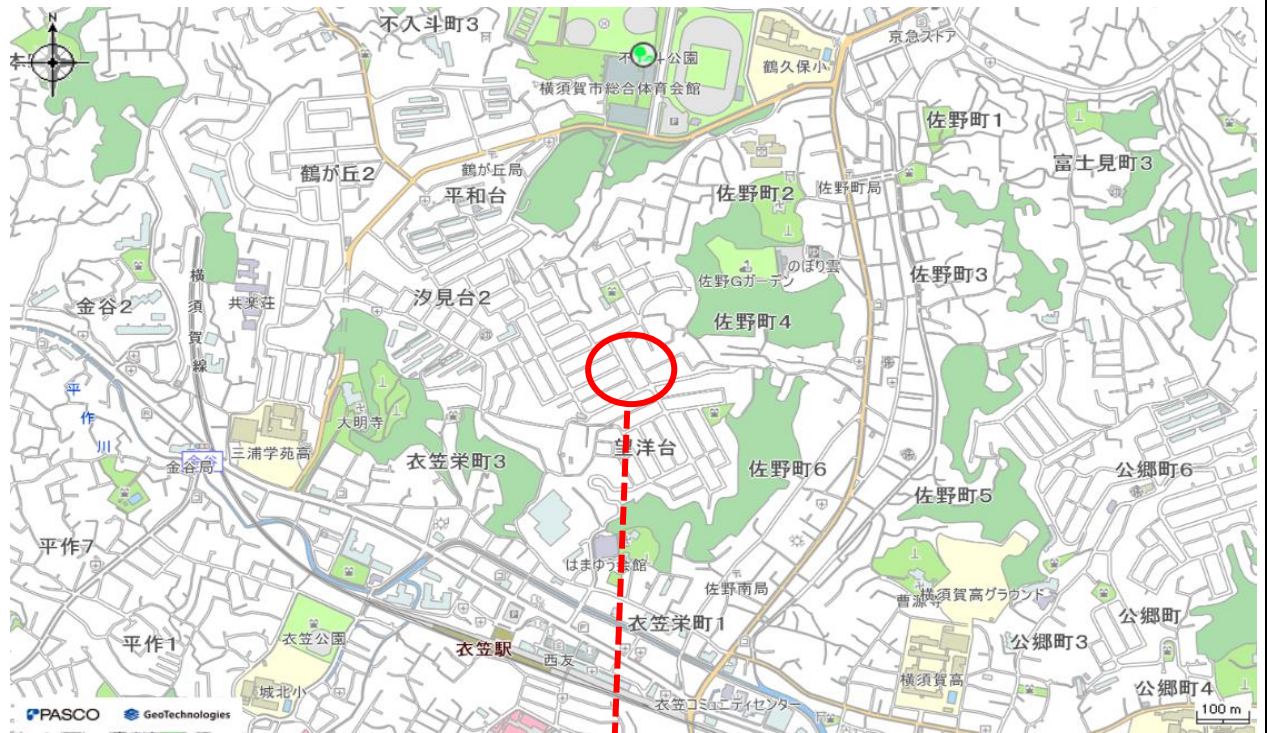 N
不入斗町3
京急ストア
不入斗公園
鶴久保小
横須賀市総合体育会館
佐野町1
富士見町3
鶴が丘2
鶴が丘局
平和台
佐野町2
佐野町局
のぼり雲
佐野Gガーデン
佐野町3
横須賀線
共楽荘
金谷2
汐見台2
佐野町4
平作川
大明寺
三浦学苑高
金谷局
金谷
衣笠栄町3
望洋台
佐野町6
公郷町6
佐野町5
平作7
はまゆう会館
佐野南局
曹源寺
横須賀高グラウンド
公郷町
衣笠栄町1
公郷町3
平作1
衣笠公園
衣笠駅
西友
横須賀高
公郷町4
城北小
衣笠コミュニティセンター
PASCO
GeoTechnologies
100 m